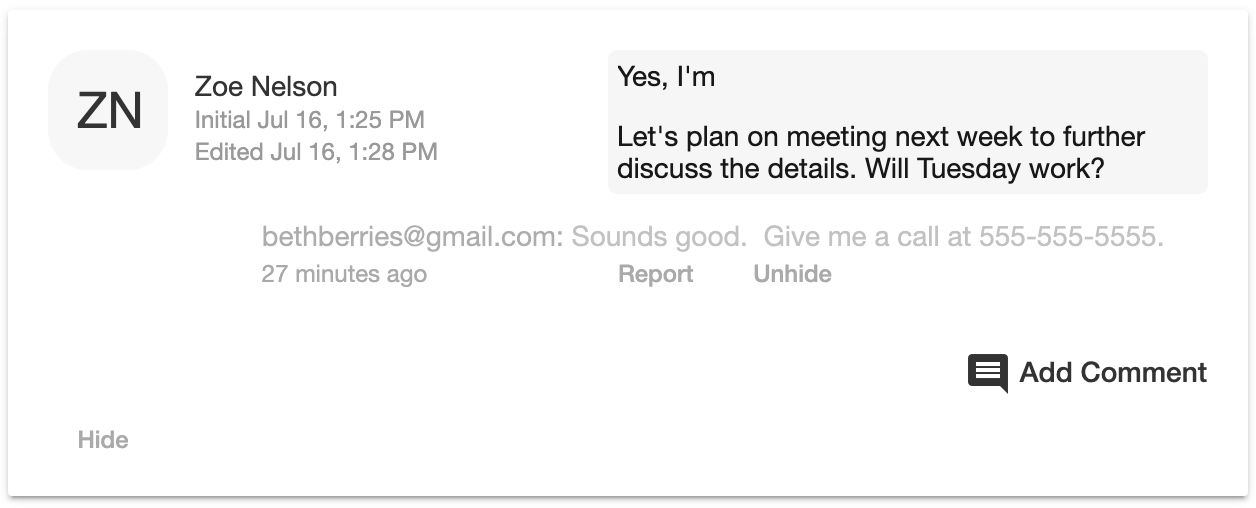 ZN
Zoe Nelson
Initial Jul 16, 1:25 PM
Edited Jul 16, 1:28 PM
Yes, I'm
Let's plan on meeting next week to further
discuss the details. Will Tuesday work?
bethberries@gmail.com: Sounds good.  Give me a call at 555-555-5555.
27 minutes ago Report Unhide
Add Comment
Hide